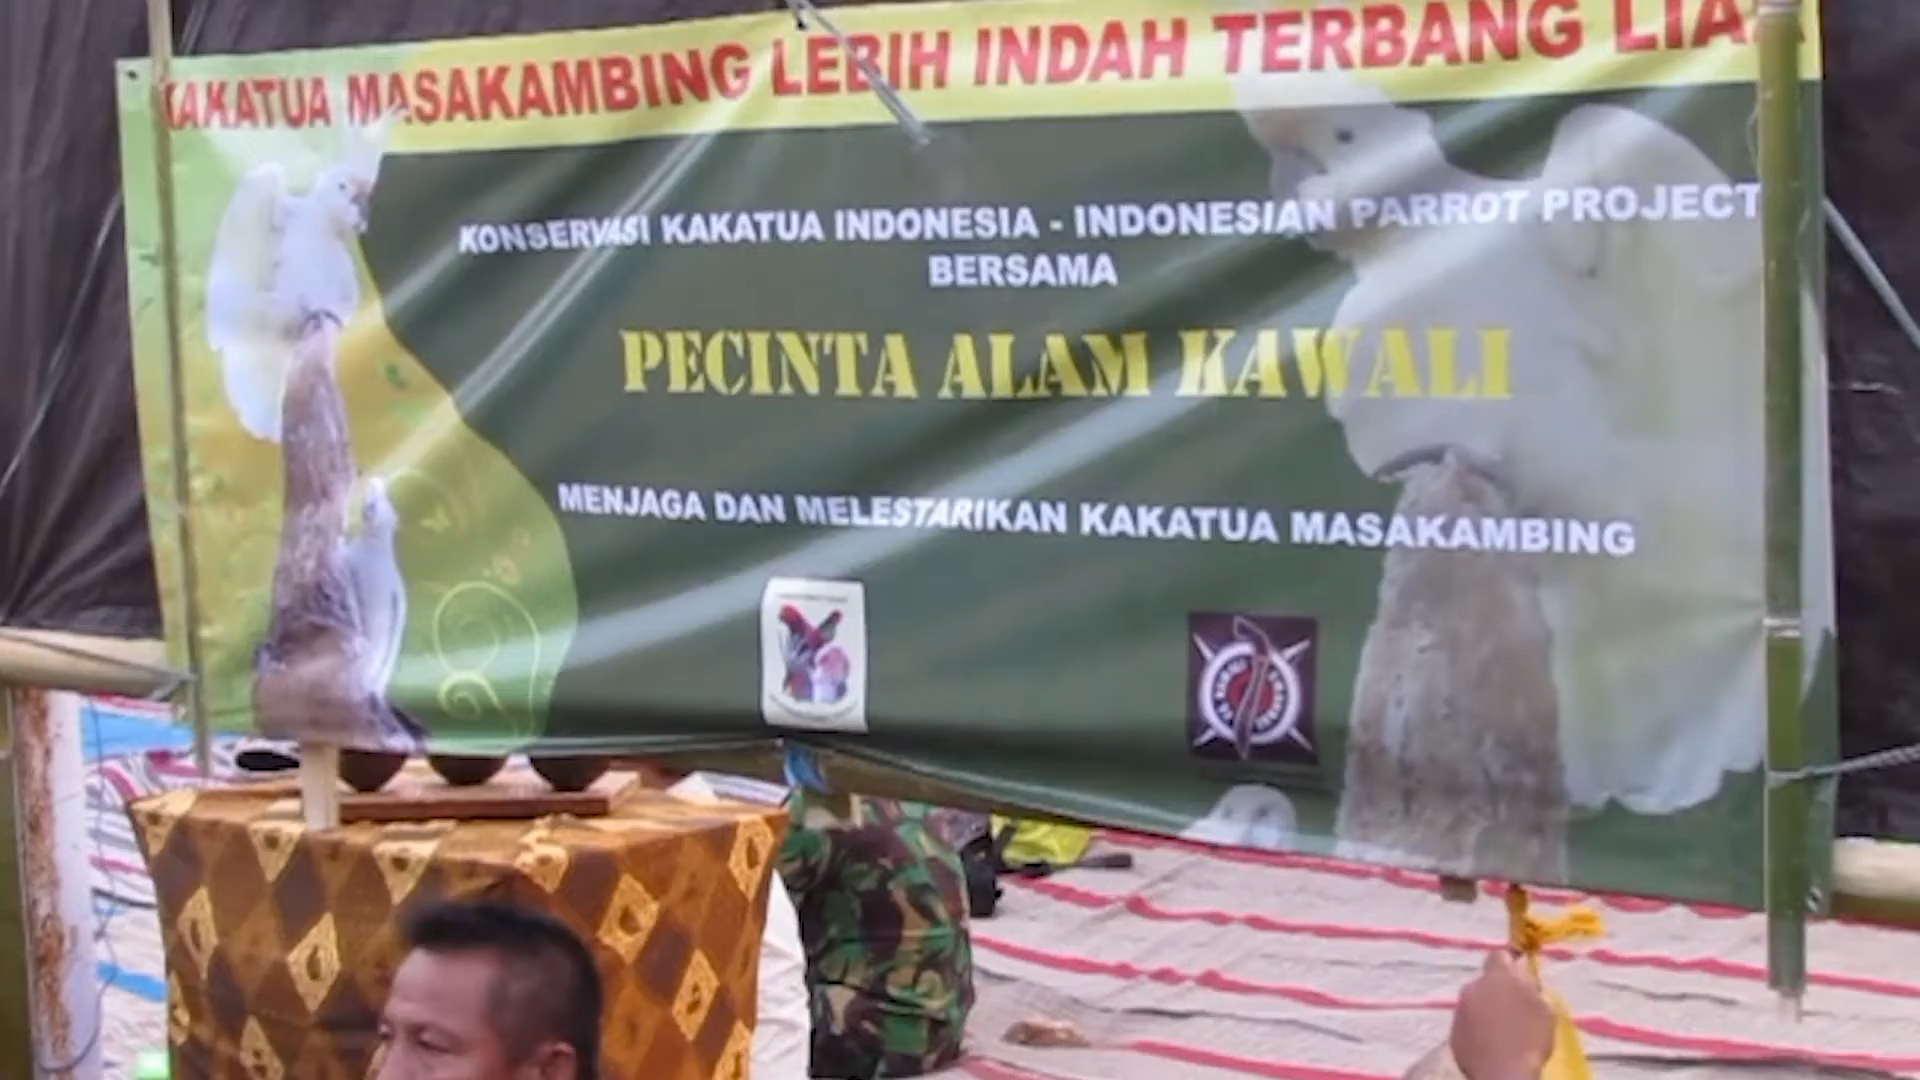 KAKATUA MASAKAMBING LEBIH INDAH TERBANG
KONSERVASI KAKATUA INDONESIA - INDONESIAN PARROT PROJECT
BERSAMA
PECINTA ALAM KAWALI
MENJAGA DAN MELESTARIKAN KAKATUA MASAKAMBING